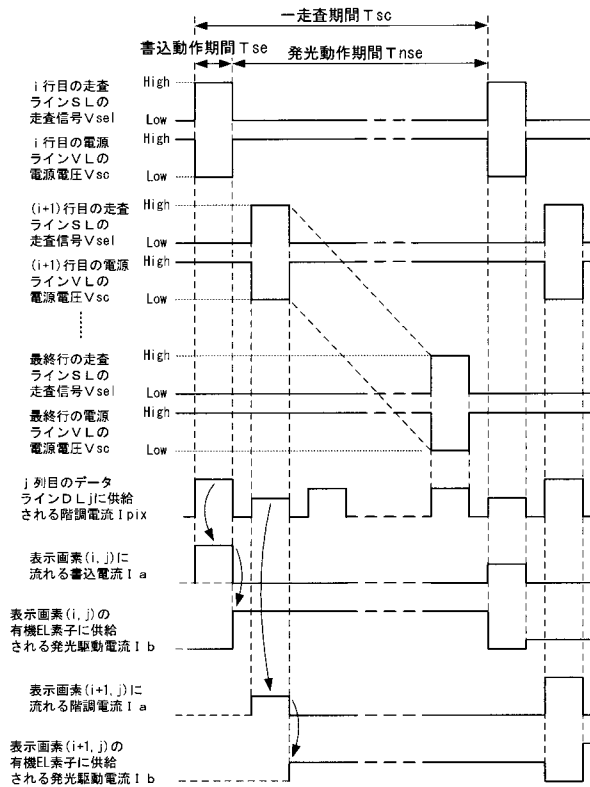 一走査期間Tsc
書込動作期間Tse
発光動作期間Tnse
i行目の走査
ラインSLの
走査信号Vsel
High
Low
i行目の電源
ラインVLの
電源電圧Vsc
High
Low
(i+1)行目の走査
ラインSLの
走査信号Vsel
High
Low
(i+1)行目の電源
ラインVLの
電源電圧Vsc
High
Low
最終行の走査
ラインSLの
走査信号Vsel
High
Low
最終行の電源
ラインVLの
電源電圧Vsc
High
Low
j列目のデータ
ラインDLjに供給
される階調電流Ipix
表示画素(i,j)に
流れる書込電流Ia
表示画素(i,j)の
有機EL素子に供給
される発光駆動電流Ib
表示画素(i+1,j)に
流れる階調電流Ia
表示画素(i+1,j)の
有機EL素子に供給
される発光駆動電流Ib